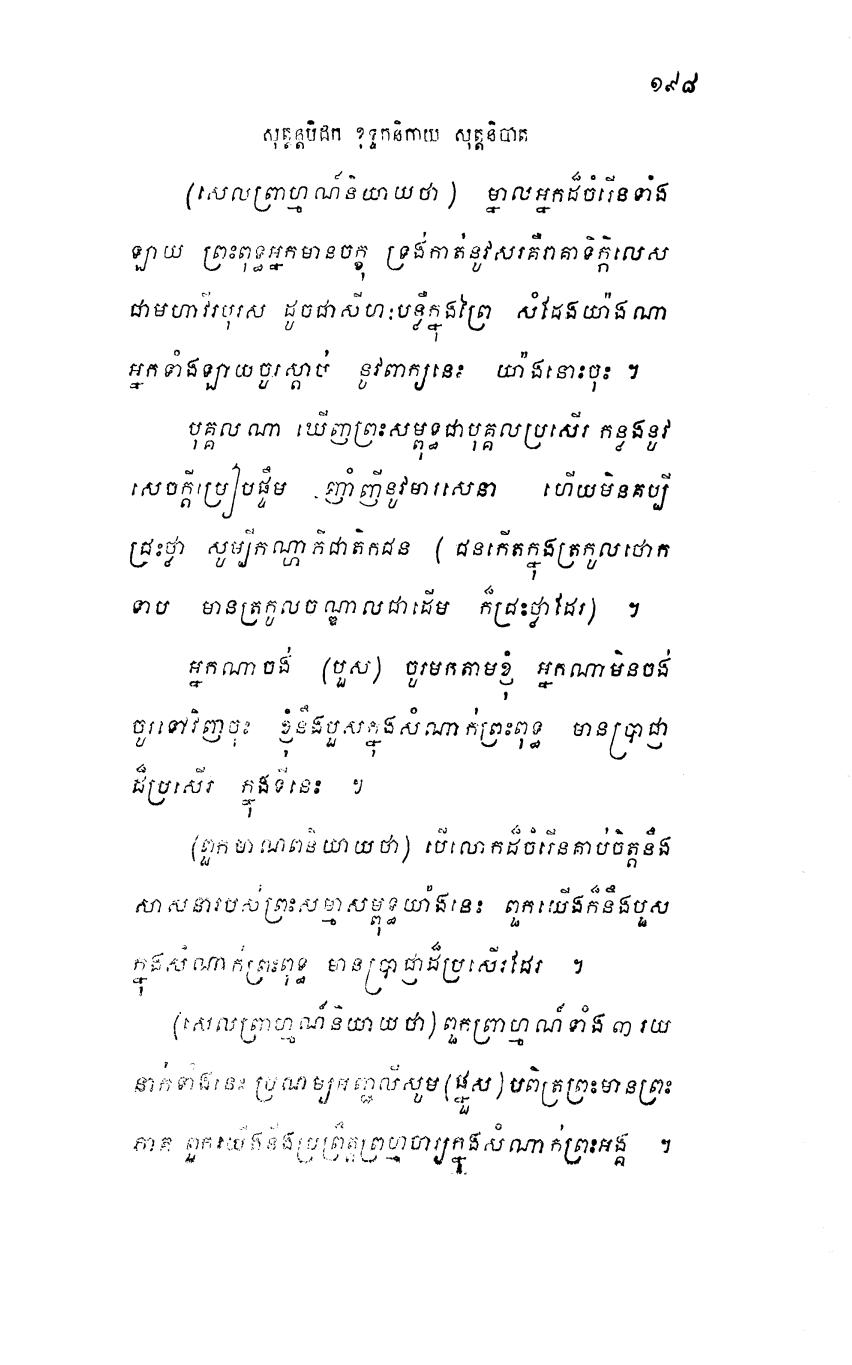 ១៩៨
សុត្តន្តបិដក ខុទ្ទកនិកាយ សុត្តនិបាត
(សេលព្រាហ្មណ៍និយាយថា) ម្នាលអ្នកដ៏ចំរើនទាំង
ឡាយ ព្រះពុទ្ធអ្នកមានចក្ខុ ទ្រង់កាត់នូវសរគឺរាគាទិក្កិលេស
ជាមហាវីរបុរស ដូចជាសីហៈបន្លឺក្នុងព្រៃ សំដែងយ៉ាងណា
អ្នកទាំងឡាយចូរស្តាប់ នូវពាក្យនេះ យ៉ាងនោះចុះ ។
បុគ្គលណា ឃើញព្រះសម្ពុទ្ធជាបុគ្គលប្រសើរ កន្លងនូវ
សេចក្តីប្រៀបផ្ទឹម ញាំញីនូវមារសេនា ហើយមិនគប្បី
ជ្រះថ្លា សូម្បីកណ្ហាភិជាតិកជន (ជនកើតក្នុងត្រកូលថោក
ទាប មានត្រកូលចណ្ឌាលជាដើម ក៏ជ្រះថ្លាដែរ) ។
អ្នកណាចង់ (បួស) ចូរមកតាមខ្ញុំ អ្នកណាមិនចង់
ចូរទៅវិញចុះ ខ្ញុំនឹងបួសក្នុងសំណាក់ព្រះពុទ្ធ មានប្រាជ្ញា
ដ៏ប្រសើរ ក្នុងទីនេះ ។
(ពួកមាណពនិយាយថា) បើលោកដ៏ចំរើនគាប់ចិត្តនឹង
សាសនារបស់ព្រះសម្មាសម្ពុទ្ធយ៉ាងនេះ ពួកយើងក៏នឹងបួស
ក្នុងសំណាក់ព្រះពុទ្ធ មានប្រាជ្ញាដ៏ប្រសើរដែរ ។
(សេលព្រាហ្មណ៍និយាយថា) ពួកព្រាហ្មណ៍ទាំង ៣ រយ
នាក់ទាំងនេះ ប្រណម្យអញ្ជលីសូម (ផ្នួស) បពិត្រព្រះមានព្រះ
ភាគ ពួកយើងនឹងប្រព្រឹត្តព្រហ្មចារ្យក្នុងសំណាក់ព្រះអង្គ ។